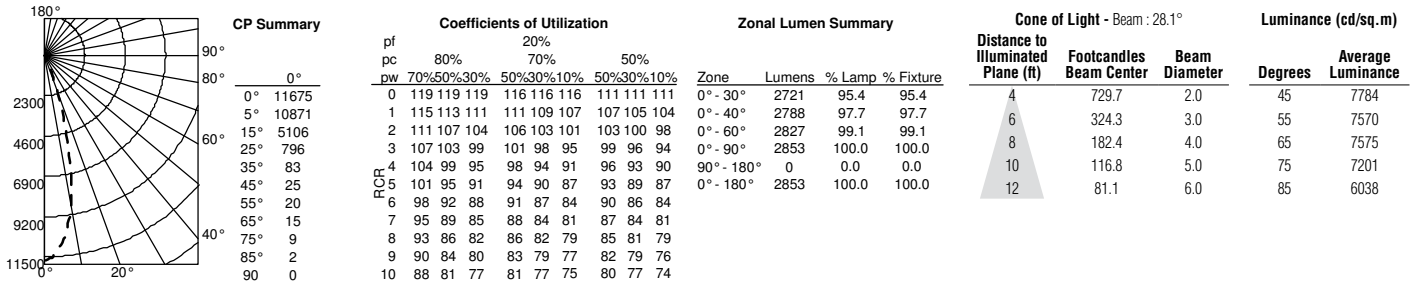 180°
90°
80°
60°
40°
2300
4600
6900
9200
11500
0°
20°
CP Summary
0°
0° 11675
5° 10871
15° 5106
25° 796
35° 83
45° 25
55° 20
65° 15
75° 9
85° 2
90 0
Coefficients of Utilization
pf 20%
pc 80% 70% 50%
pw 70%50%30% 50%30%10% 50%30%10%
RCR
0 119 119 119 116 116 116 111 111 111
1 115 113 111 111 109 107 107 105 104
2 111 107 104 106 103 101 103 100 98
3 107 103 99 101 98 95 99 96 94
4 104 99 95 98 94 91 96 93 90
5 101 95 91 94 90 87 93 89 87
6 98 92 88 91 87 84 90 86 84
7 95 89 85 88 84 81 87 84 81
8 93 86 82 86 82 79 85 81 79
9 90 84 80 83 79 77 82 79 76
10 88 81 77 81 77 75 80 77 74
Zonal Lumen Summary
Zone Lumens % Lamp % Fixture
0° - 30° 2721 95.4 95.4
0° - 40° 2788 97.7 97.7
0° - 60° 2827 99.1 99.1
0° - 90° 2853 100.0 100.0
90° - 180° 0 0.0 0.0
0° - 180° 2853 100.0 100.0
Cone of Light - Beam : 28.1°
Distance to
Illuminated
Plane (ft)
Footcandles
Beam Center
Beam
Diameter
4 729.7 2.0
6 324.3 3.0
8 182.4 4.0
10 116.8 5.0
12 81.1 6.0
Luminance (cd/sq.m)
Degrees
Average
Luminance
45 7784
55 7570
65 7575
75 7201
85 6038